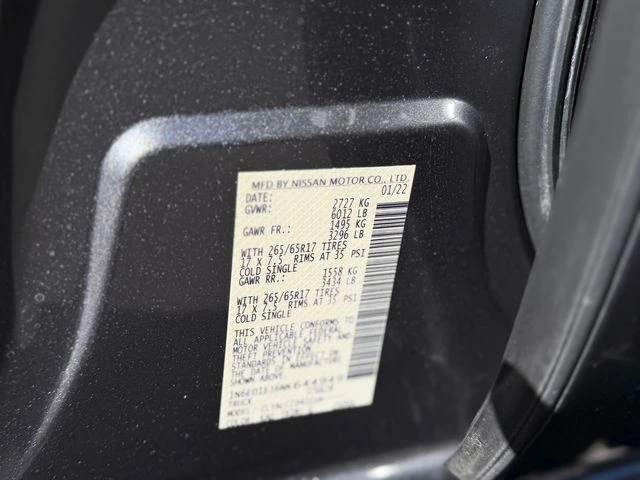 MFD BY NISSAN MOTOR CO., LTD
DATE: 01/22
GVWR: 2727 KG
6012 LB
GAWR FR.: 1495 KG
3296 LB
WITH 265/65R17 TIRES
17 X 7.5 RIMS AT 35 PSI
COLD SINGLE
GAWR RR.: 1558 KG
3434 LB
WITH 265/65R17 TIRES
17 X 7.5 RIMS AT 35 PSI
COLD SINGLE
THIS VEHICLE CONFORMS TO
ALL APPLICABLE FEDERAL
MOTOR VEHICLE SAFETY AND
THEFT PREVENTION
STANDARDS IN EFFECT ON
THE DATE OF MANUFACTURE
SHOWN ABOVE.
TRUCK
MODEL:
COLOR: